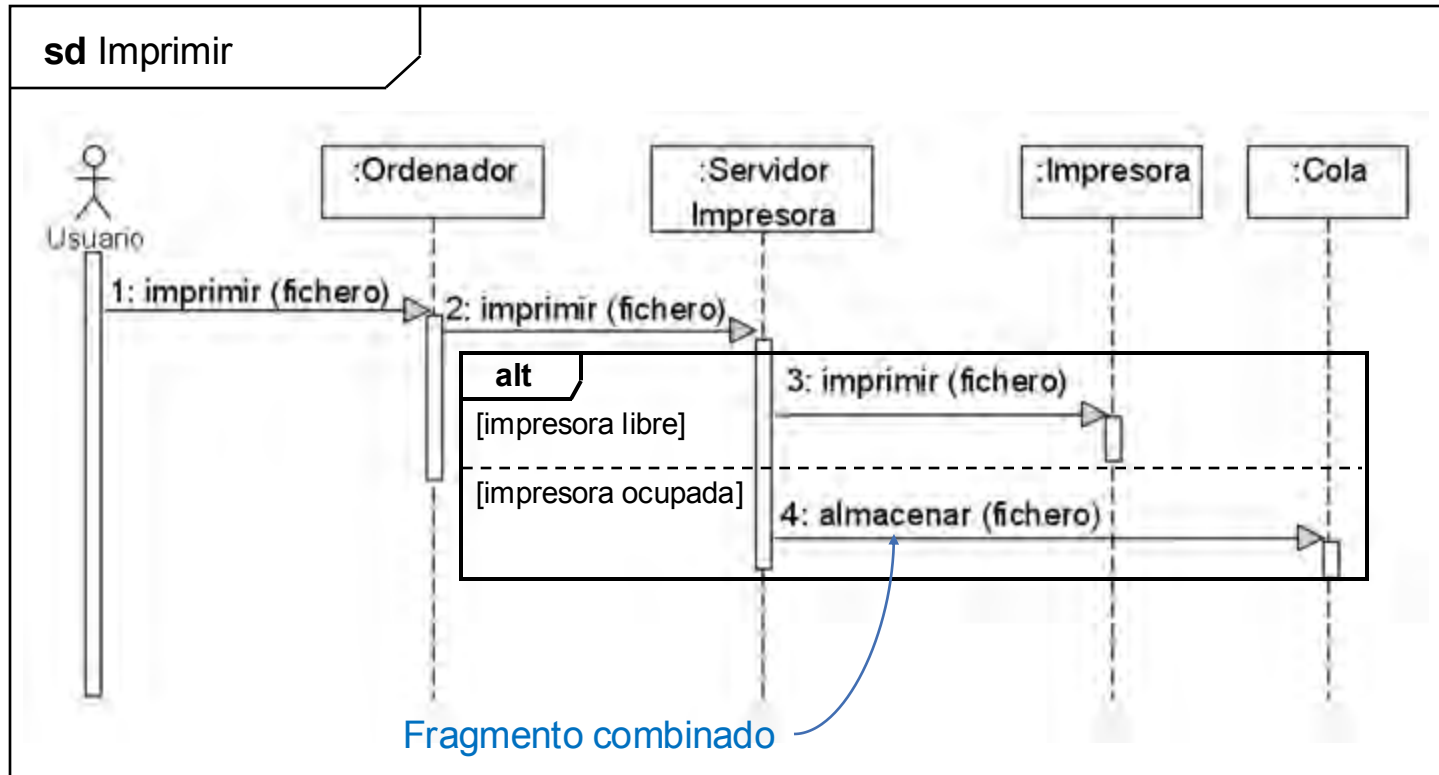 sd Imprimir
Usuario
:Ordenador
:Servidor
Impresora
:Impresora
:Cola
1: imprimir (fichero)
2: imprimir (fichero)
alt
3: imprimir (fichero)
[impresora libre]
[impresora ocupada]
4: almacenar (fichero)
Fragmento combinado